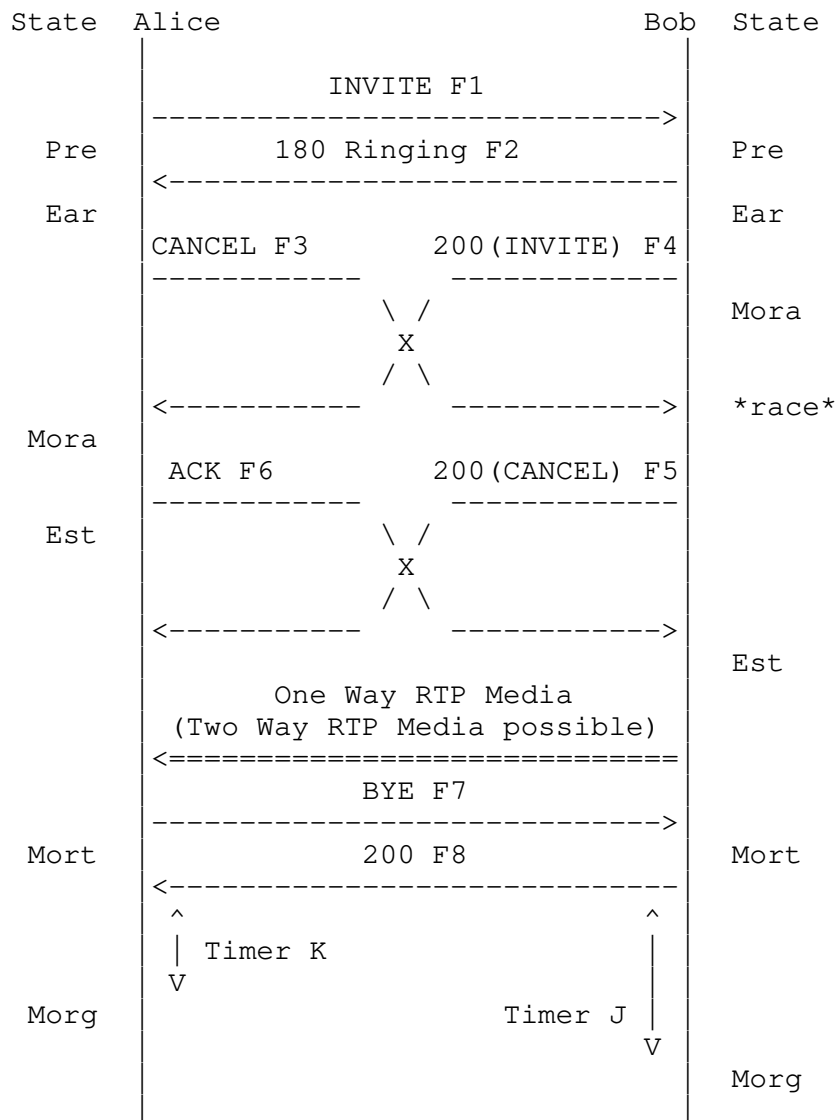 State Alice Bob State
INVITE F1
Pre 180 Ringing F2 Pre
Ear Ear
CANCEL F3 200(INVITE) F4
Mora
X
*race*
Mora
ACK F6 200(CANCEL) F5
Est
X
Est
One Way RTP Media
(Two Way RTP Media possible)
BYE F7
Mort 200 F8 Mort
Timer K
Morg Timer J
Morg